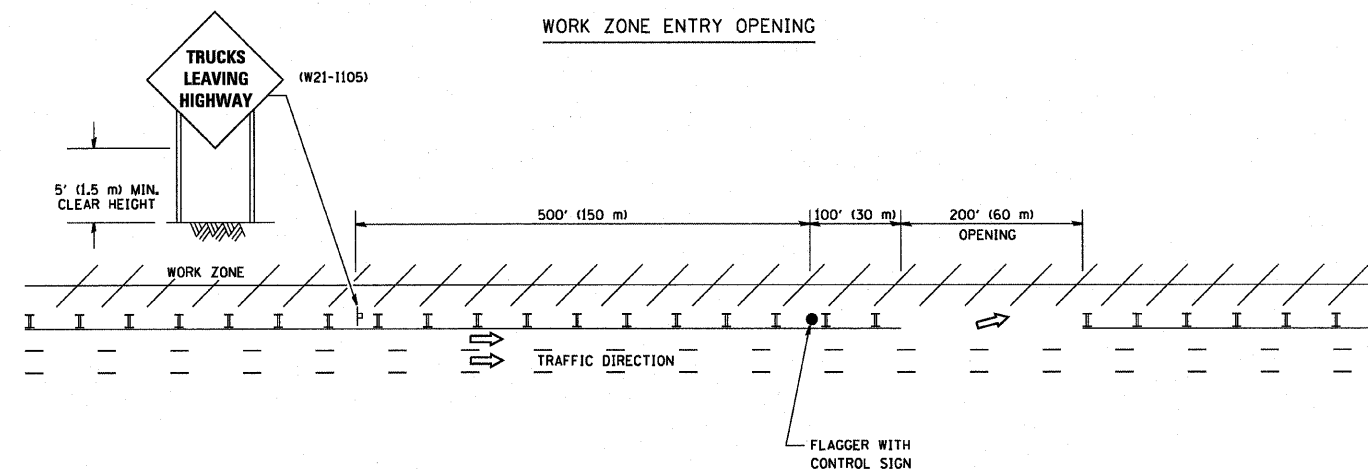 WORK ZONE ENTRY OPENING
TRUCKS
LEAVING
HIGHWAY
(W21-I105)
5' (1.5 m) MIN.
CLEAR HEIGHT
500' (150 m)
100' (30 m)
200' (60 m)
OPENING
WORK ZONE
TRAFFIC DIRECTION
FLAGGER WITH
CONTROL SIGN